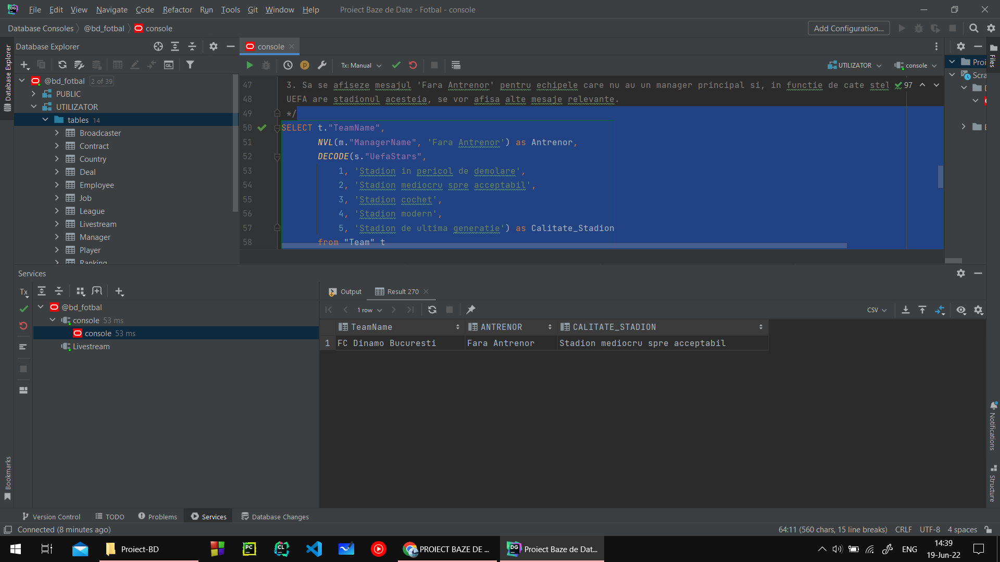 File Edit View Navigate Code Refactor Run Tools Git Window Help Proiect Baze de Date - Fotbal - console
Database Consoles @bd_fotbal console Add Configuration...
Database Explorer
console
Tx: Manual
UTILIZATOR
console
Database Explorer
@bd_fotbal 2 of 39
PUBLIC
UTILIZATOR
tables 14
Broadcaster
Contract
Country
Deal
Employee
Job
League
Livestream
Manager
Player
Ranking
47 3. Sa se afiseze mesajul 'Fara Antrenor' pentru echipele care nu au un manager principal si, in functie de cate stel
97
48 UEFA are stadionul acesteia, se vor afisa alte mesaje relevante.
49 */
50 SELECT t."TeamName",
51 NVL(m."ManagerName", 'Fara Antrenor') as Antrenor,
52 DECODE(s."UefaStars",
53 1, 'Stadion in pericol de demolare',
54 2, 'Stadion mediocru spre acceptabil',
55 3, 'Stadion cochet',
56 4, 'Stadion modern',
57 5, 'Stadion de ultima generatie') as Calitate_Stadion
58 from "Team" t
Proi
Scra
Files
Services
Tx
@bd_fotbal
console 53 ms
console 53 ms
Livestream
Output Result 270
1 row
CSV
TeamName ANTRENOR CALITATE_STADION
1 FC Dinamo Bucuresti Fara Antrenor Stadion mediocru spre acceptabil
Bookmarks
Notifications
Structure
Version Control TODO Problems Services Database Changes
Connected (8 minutes ago) 64:11 (560 chars, 15 line breaks) CRLF UTF-8 4 spaces
Proiect-BD
PROIECT BAZE DE ...
Proiect Baze de Dat...
ENG
14:39
19-Jun-22